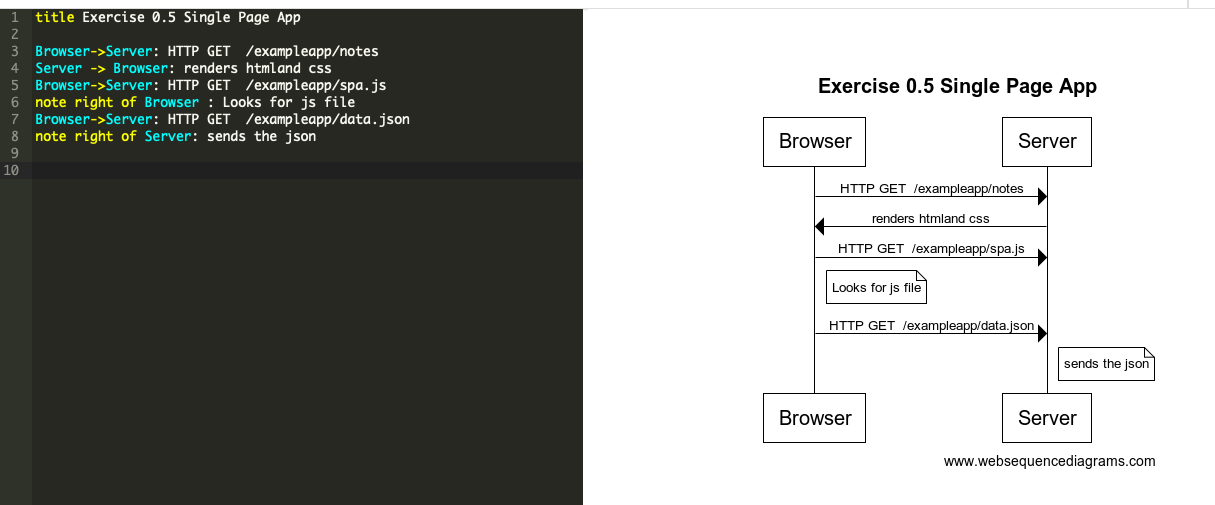 1 title Exercise 0.5 Single Page App
2
3 Browser->Server: HTTP GET  /exampleapp/notes
4 Server -> Browser: renders htmland css
5 Browser->Server: HTTP GET  /exampleapp/spa.js
6 note right of Browser : Looks for js file
7 Browser->Server: HTTP GET  /exampleapp/data.json
8 note right of Server: sends the json
9
10
Exercise 0.5 Single Page App
Browser Server
HTTP GET  /exampleapp/notes
renders htmland css
HTTP GET  /exampleapp/spa.js
Looks for js file
HTTP GET  /exampleapp/data.json
sends the json
Browser Server
www.websequencediagrams.com